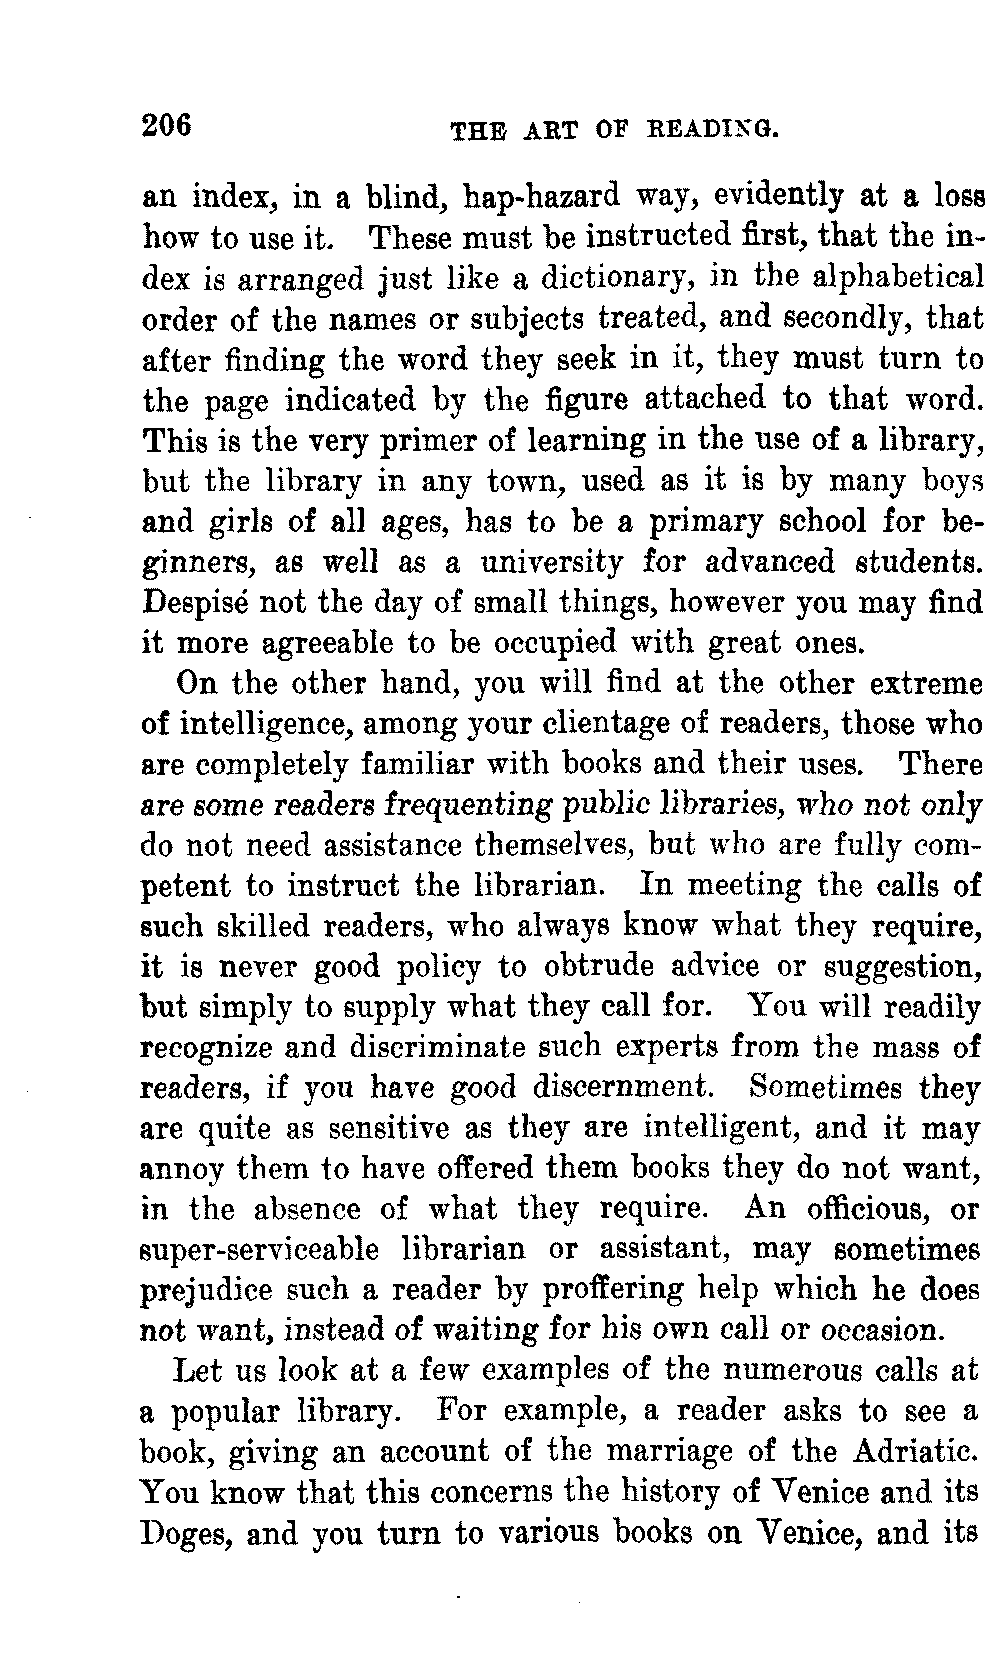 206 THE ART OF READING.
an index, in a blind, hap-hazard way, evidently at a loss
how to use it. These must be instructed first, that the in-
dex is arranged just like a dictionary, in the alphabetical
order of the names or subjects treated, and secondly, that
after finding the word they seek in it, they must turn to
the page indicated by the figure attached to that word.
This is the very primer of learning in the use of a library,
but the library in any town, used as it is by many boys
and girls of all ages, has to be a primary school for be-
ginners, as well as a university for advanced students.
Despise not the day of small things, however you may find
it more agreeable to be occupied with great ones.
On the other hand, you will find at the other extreme
of intelligence, among your clientage of readers, those who
are completely familiar with books and their uses. There
are some readers frequenting public libraries, who not only
do not need assistance themselves, but who are fully com-
petent to instruct the librarian. In meeting the calls of
such skilled readers, who always know what they require,
it is never good policy to obtrude advice or suggestion,
but simply to supply what they call for. You will readily
recognize and discriminate such experts from the mass of
readers, if you have good discernment. Sometimes they
are quite as sensitive as they are intelligent, and it may
annoy them to have offered them books they do not want,
in the absence of what they require. An officious, or
super-serviceable librarian or assistant, may sometimes
prejudice such a reader by proffering help which he does
not want, instead of waiting for his own call or occasion.
Let us look at a few examples of the numerous calls at
a popular library. For example, a reader asks to see a
book, giving an account of the marriage of the Adriatic.
You know that this concerns the history of Venice and its
Doges, and you turn to various books on Venice, and its